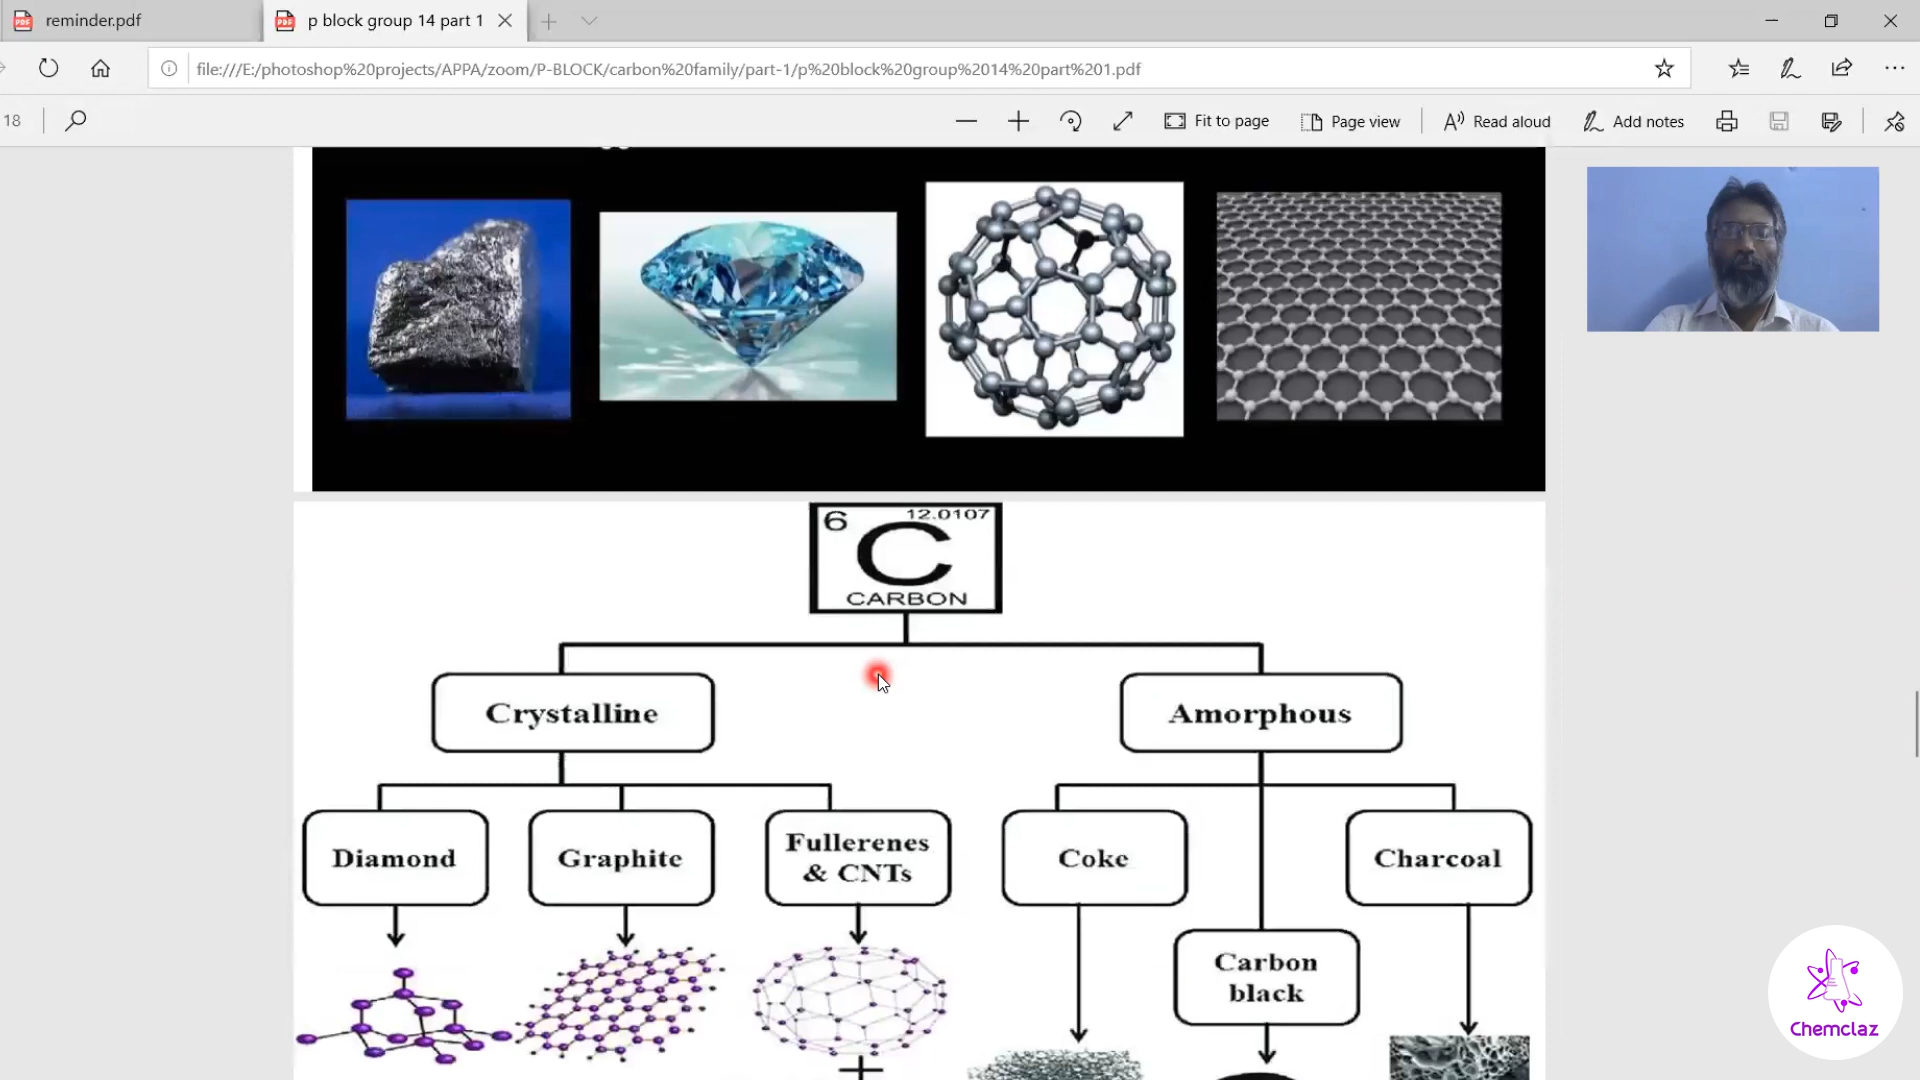 reminder.pdf
p block group 14 part 1
file:///E:/photoshop%20projects/APPA/zoom/P-BLOCK/carbon%20family/part-1/p%20block%20group%2014%20part%201.pdf
18
Fit to page
Page view
Read aloud
Add notes
6
12.0107
C
CARBON
Crystalline
Amorphous
Diamond
Graphite
Fullerenes
& CNTs
Coke
Charcoal
Carbon
black
Chemclaz